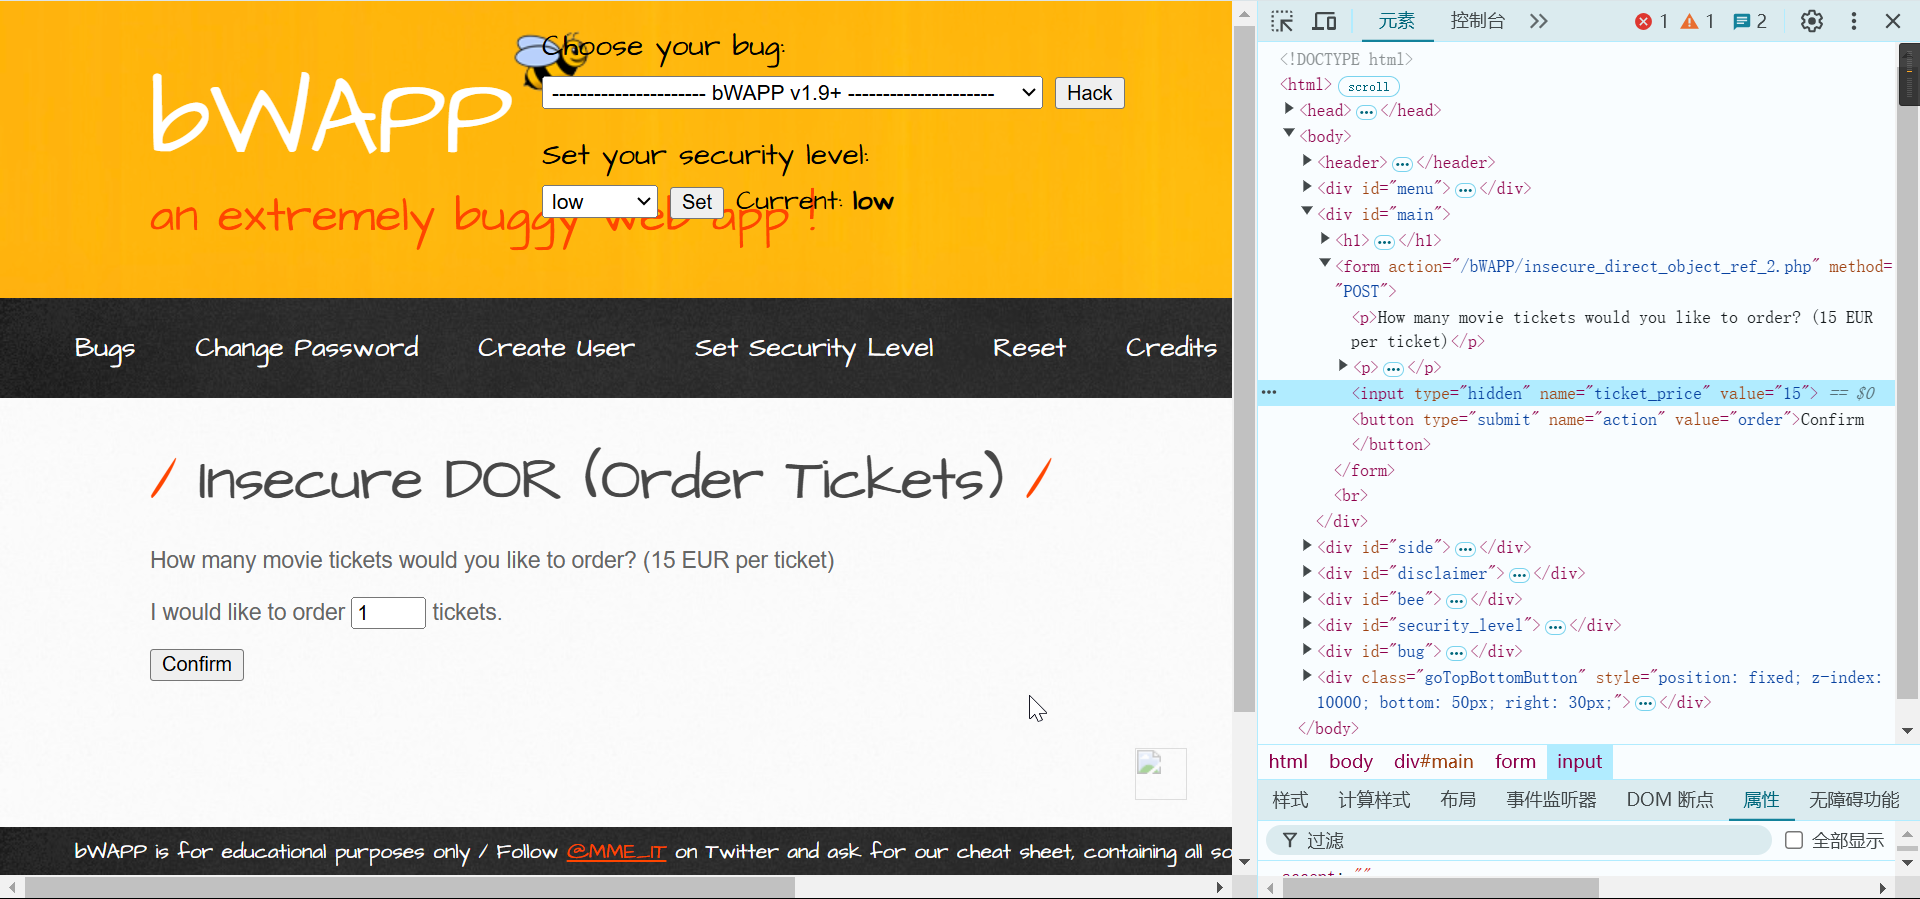 Choose your bug:
bWAPP
---------------------- bWAPP v1.9+ ---------------------
Hack
Set your security level:
low
Set
Current: low
an extremely buggy web app !
Bugs
Change Password
Create User
Set Security Level
Reset
Credits
/ Insecure DOR (Order Tickets) /
How many movie tickets would you like to order? (15 EUR per ticket)
I would like to order 1 tickets.
Confirm
bWAPP is for educational purposes only / Follow @MME_IT on Twitter and ask for our cheat sheet, containing all so
元素
控制台
1
1
2
<!DOCTYPE html>
<html> scroll
<head> ••• </head>
<body>
<header> ••• </header>
<div id="menu"> ••• </div>
<div id="main">
<h1> ••• </h1>
<form action="/bWAPP/insecure_direct_object_ref_2.php" method=
"POST">
<p>How many movie tickets would you like to order? (15 EUR
per ticket)</p>
<p> ••• </p>
••• <input type="hidden" name="ticket_price" value="15"> == $0
<button type="submit" name="action" value="order">Confirm
</button>
</form>
<br>
</div>
<div id="side"> ••• </div>
<div id="disclaimer"> ••• </div>
<div id="bee"> ••• </div>
<div id="security_level"> ••• </div>
<div id="bug"> ••• </div>
<div class="goTopBottomButton" style="position: fixed; z-index:
10000; bottom: 50px; right: 30px;"> ••• </div>
</body>
html body div#main form input
样式 计算样式 布局 事件监听器 DOM 断点 属性 无障碍功能
过滤
全部显示
accept: ""